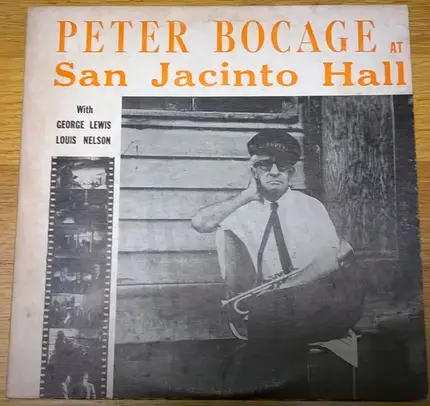 PETER BOCAGE AT
San Jacinto Hall
With
GEORGE LEWIS
LOUIS NELSON